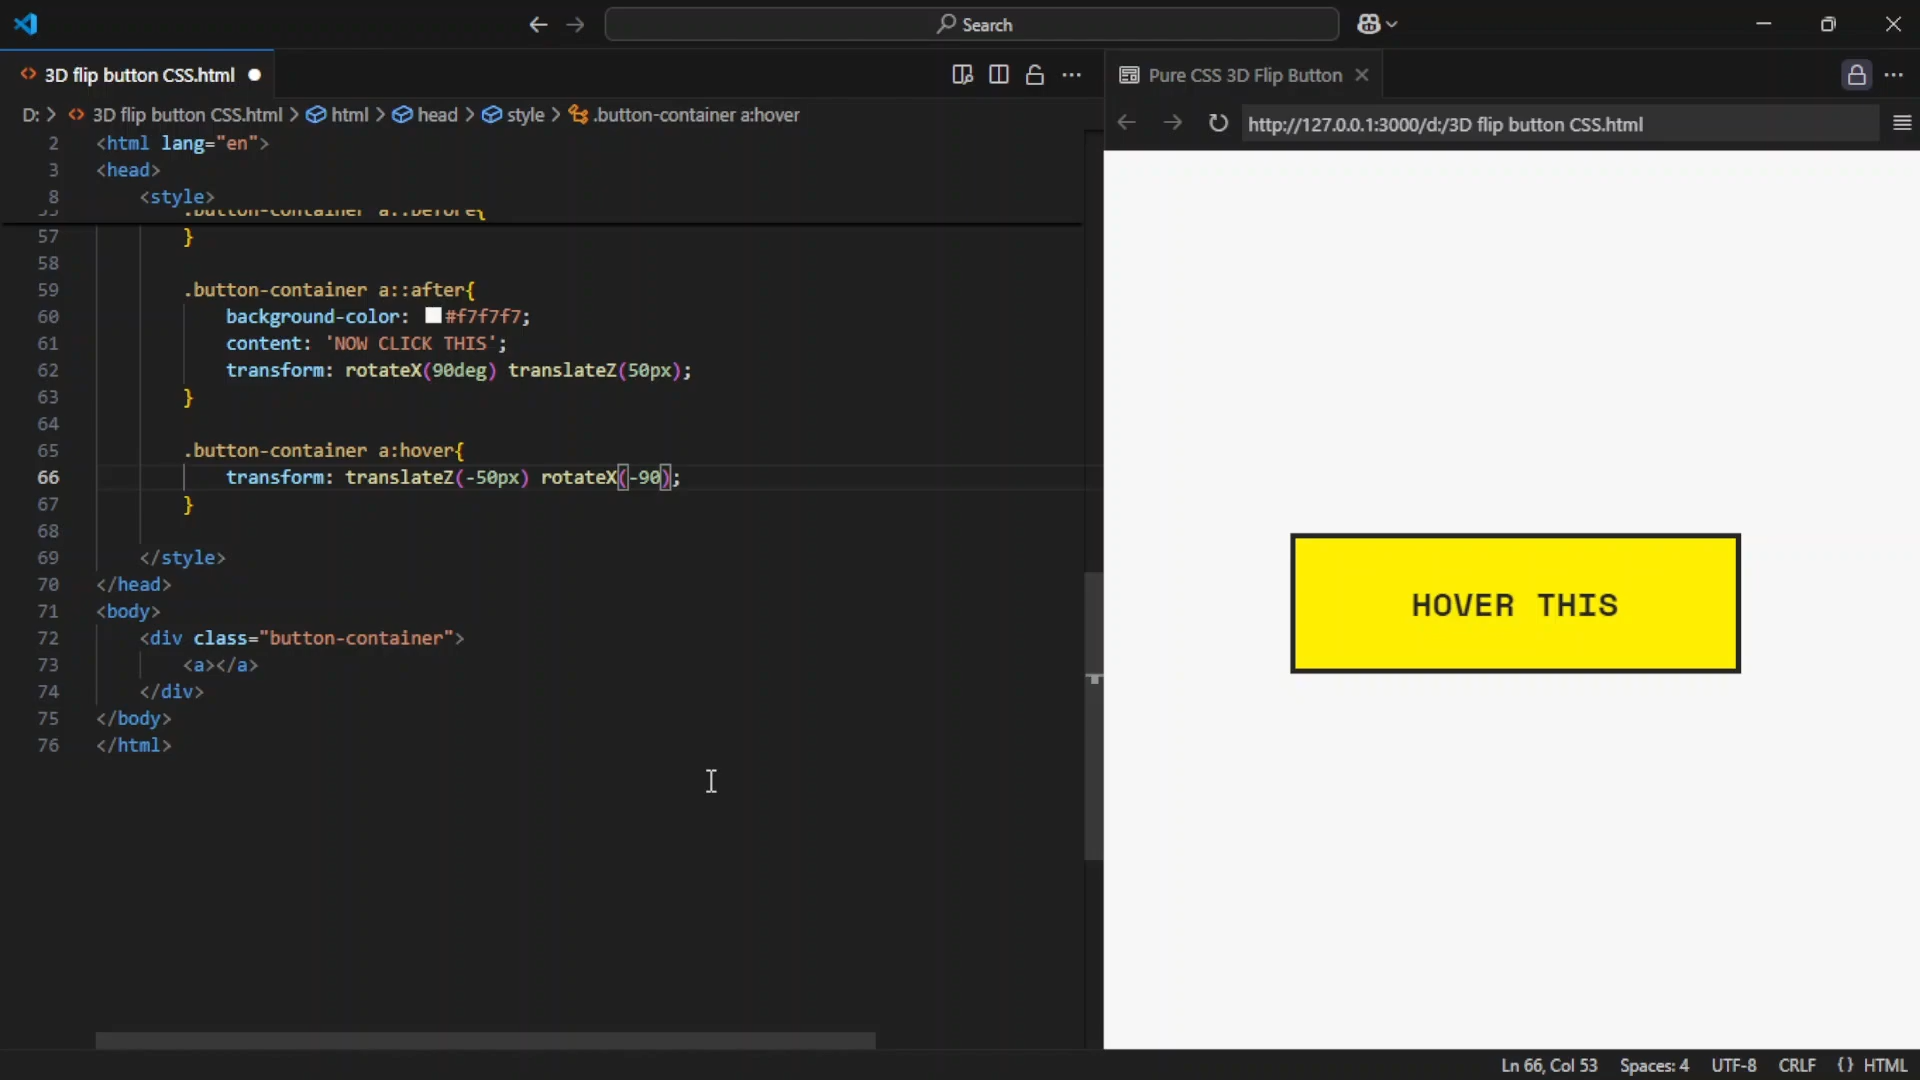 Search
3D flip button CSS.html
Pure CSS 3D Flip Button
D: > 3D flip button CSS.html > html > head > style > .button-container a:hover
http://127.0.0.1:3000/d:/3D flip button CSS.html
2 <html lang="en">
3 <head>
8 <style>
.button-container a::before{
57 }
58
59 .button-container a::after{
60 background-color: #f7f7f7;
61 content: 'NOW CLICK THIS';
62 transform: rotateX(90deg) translateZ(50px);
63 }
64
65 .button-container a:hover{
66 transform: translateZ(-50px) rotateX(-90);
67 }
68
69 </style>
70 </head>
71 <body>
72 <div class="button-container">
73 <a></a>
74 </div>
75 </body>
76 </html>
HOVER THIS
Ln 66, Col 53 Spaces: 4 UTF-8 CRLF {} HTML